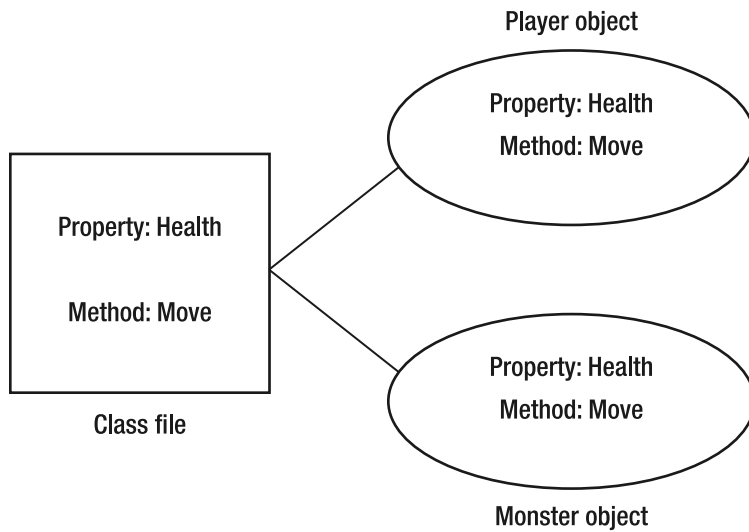 Player object
Property: Health
Method: Move
Property: Health
Method: Move
Class file
Property: Health
Method: Move
Monster object